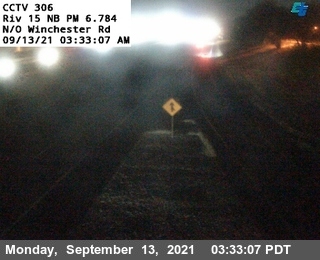 CCTV 306
Riv 15 NB PM 6.784
N/O Winchester Rd
09/13/21 03:33:07 AM
Monday, September 13, 2021 03:33:07 PDT